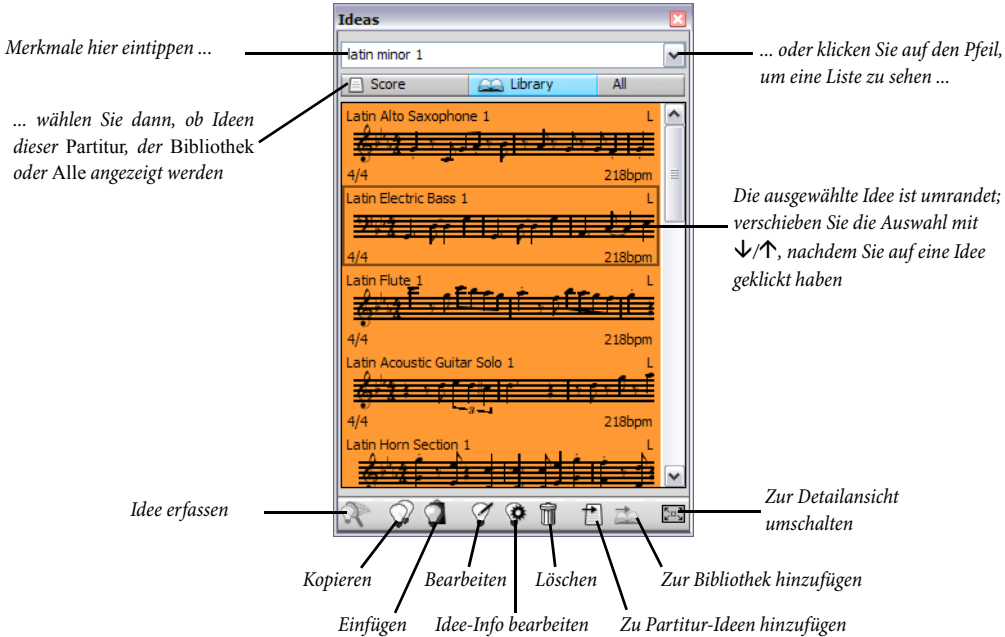 Ideas
Merkmale hier eintippen ...
latin minor 1
... oder klicken Sie auf den Pfeil,
um eine Liste zu sehen ...
Score
Library
All
... wählen Sie dann, ob Ideen
dieser Partitur, der Bibliothek
oder Alle angezeigt werden
Latin Alto Saxophone 1 L
4/4 218bpm
Latin Electric Bass 1 L
4/4 218bpm
Die ausgewählte Idee ist umrandet;
verschieben Sie die Auswahl mit
↓/↑, nachdem Sie auf eine Idee
geklickt haben
Latin Flute 1 L
4/4 218bpm
Latin Acoustic Guitar Solo 1 L
3
4/4 218bpm
Latin Horn Section 1 L
Idee erfassen
Zur Detailansicht
umschalten
Kopieren
Bearbeiten
Löschen
Zur Bibliothek hinzufügen
Einfügen
Idee-Info bearbeiten
Zu Partitur-Ideen hinzufügen